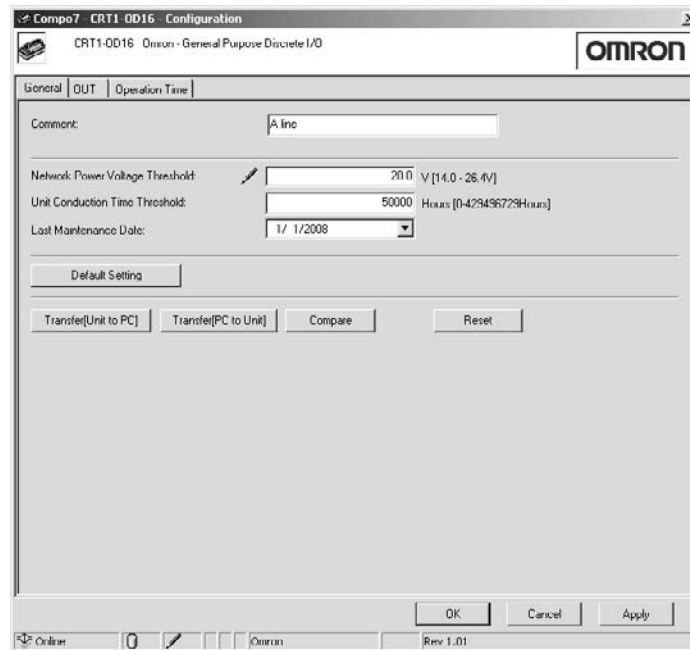 Compo7 - CRT1-OD16 - Configuration
CRT1-OD16 Omron - General Purpose Discrete I/O
OMRON
General OUT Operation Time
Comment: A line
Network Power Voltage Threshold: 20.0 V [14.0 - 26.4V]
Unit Conduction Time Threshold: 50000 Hours [0-429496729Hours]
Last Maintenance Date: 1/ 1/2008
Default Setting
Transfer[Unit to PC] Transfer[PC to Unit] Compare Reset
OK Cancel Apply
Online Omron Rev 1.01